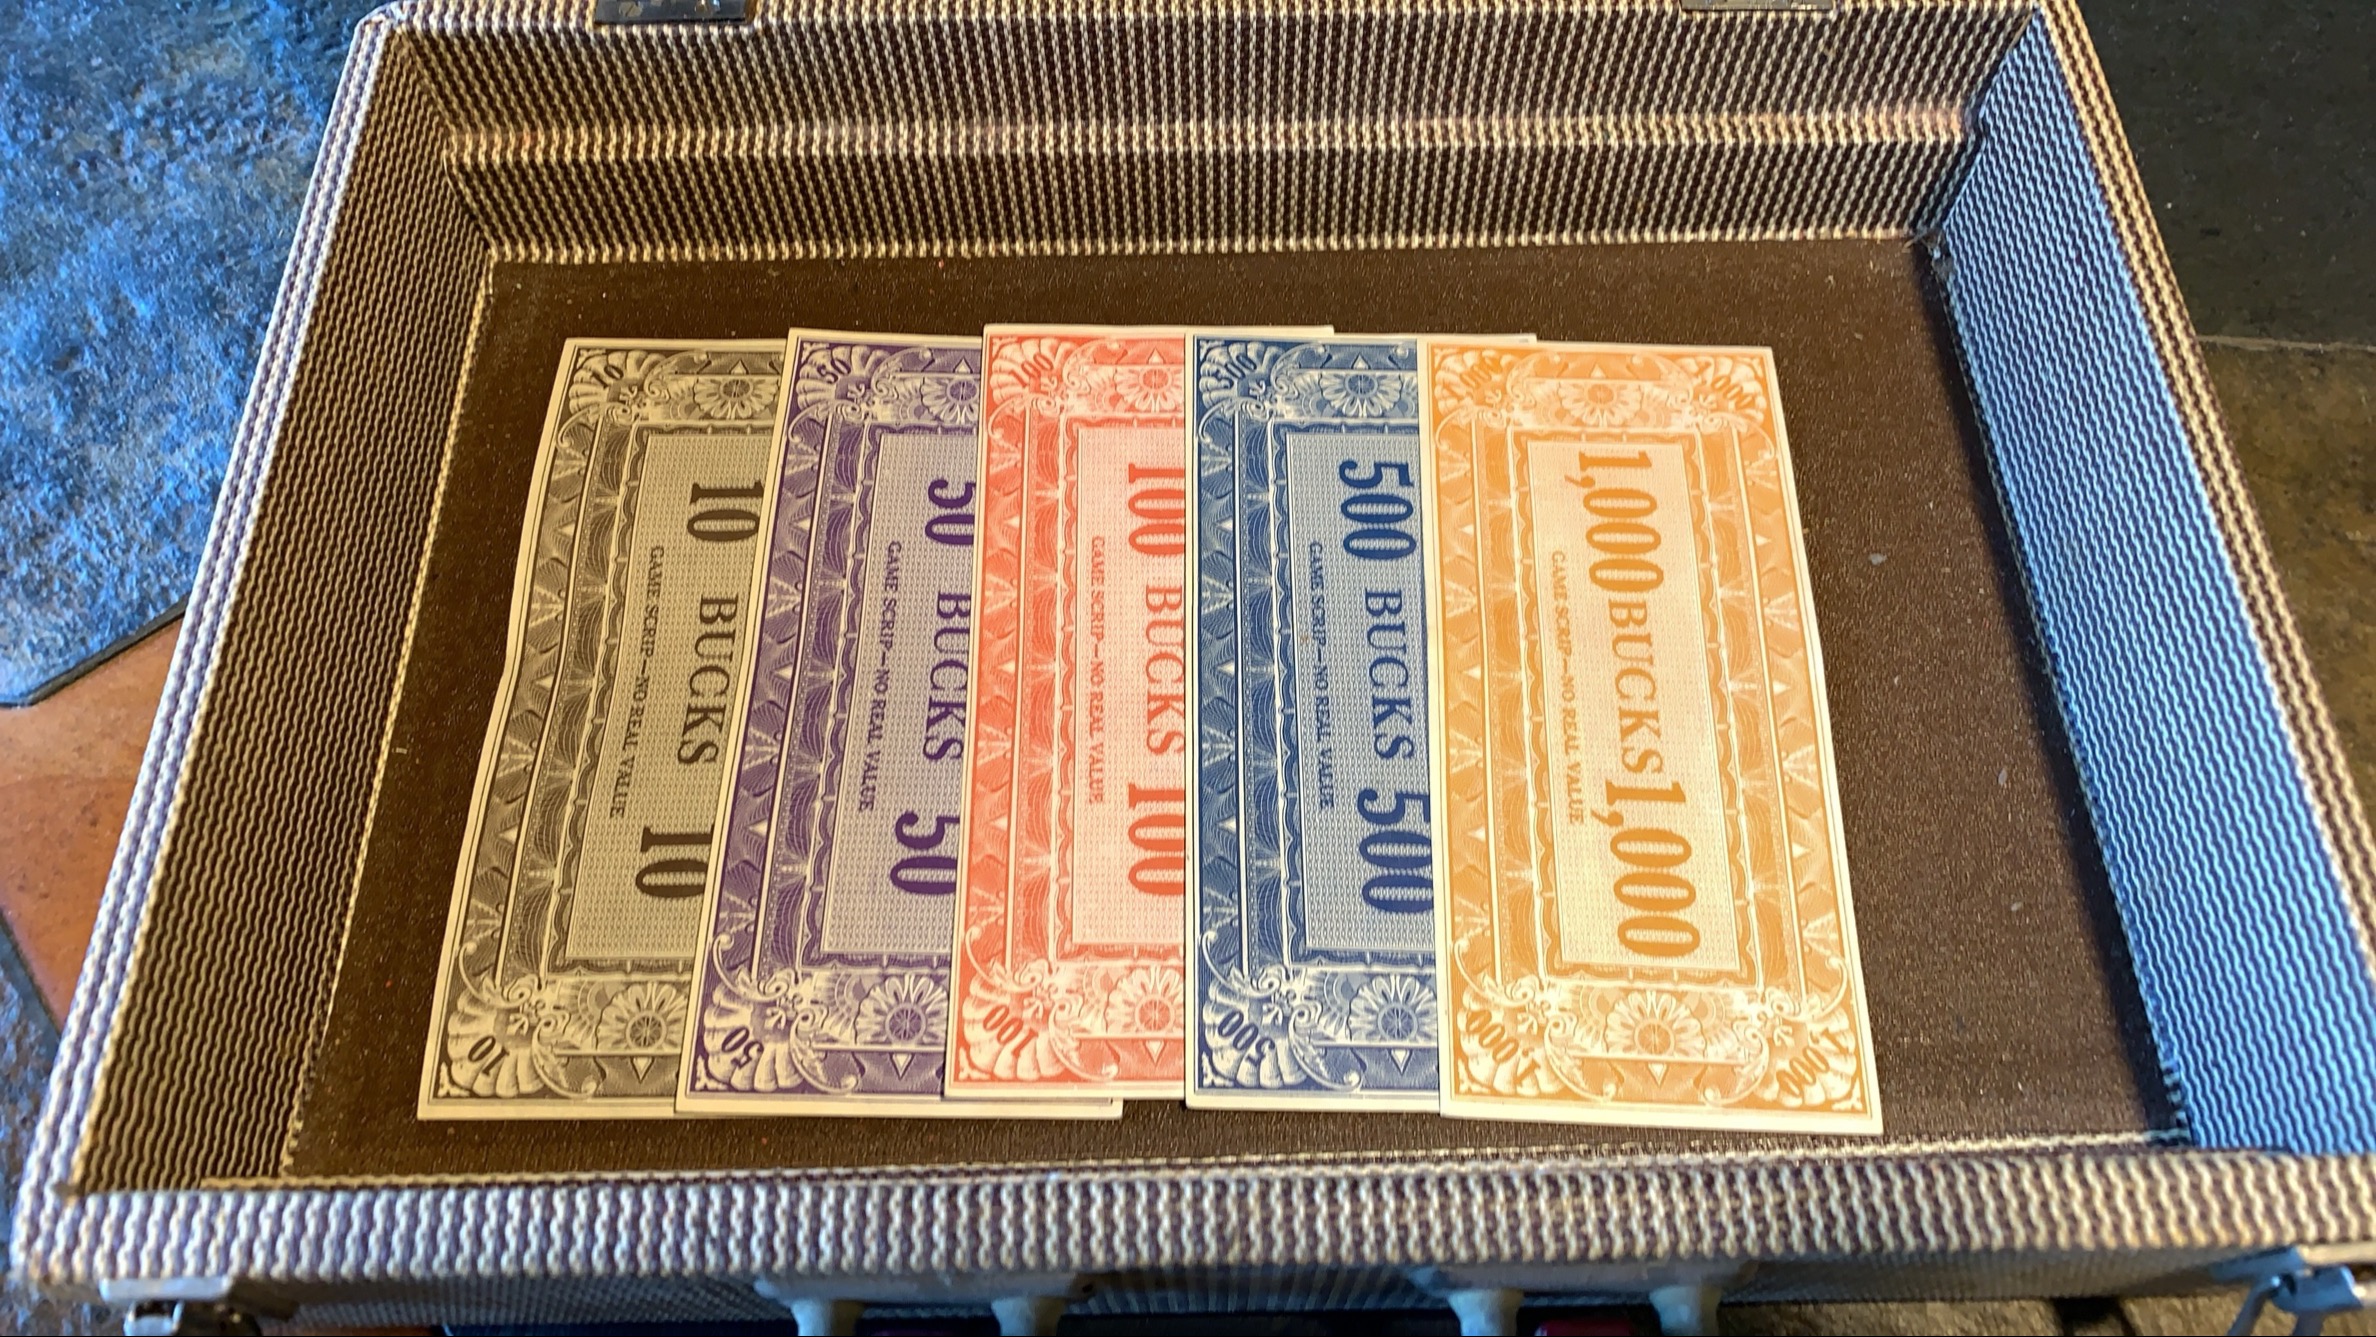 10
10 BUCKS 10
GAME SCRIP—NO REAL VALUE
10
50
50 BUCKS 50
GAME SCRIP—NO REAL VALUE
50
100
100 BUCKS 100
GAME SCRIP—NO REAL VALUE
100
500
500 BUCKS 500
GAME SCRIP—NO REAL VALUE
500
1,000
1,000
1,000 BUCKS 1,000
GAME SCRIP—NO REAL VALUE
1,000
1,000